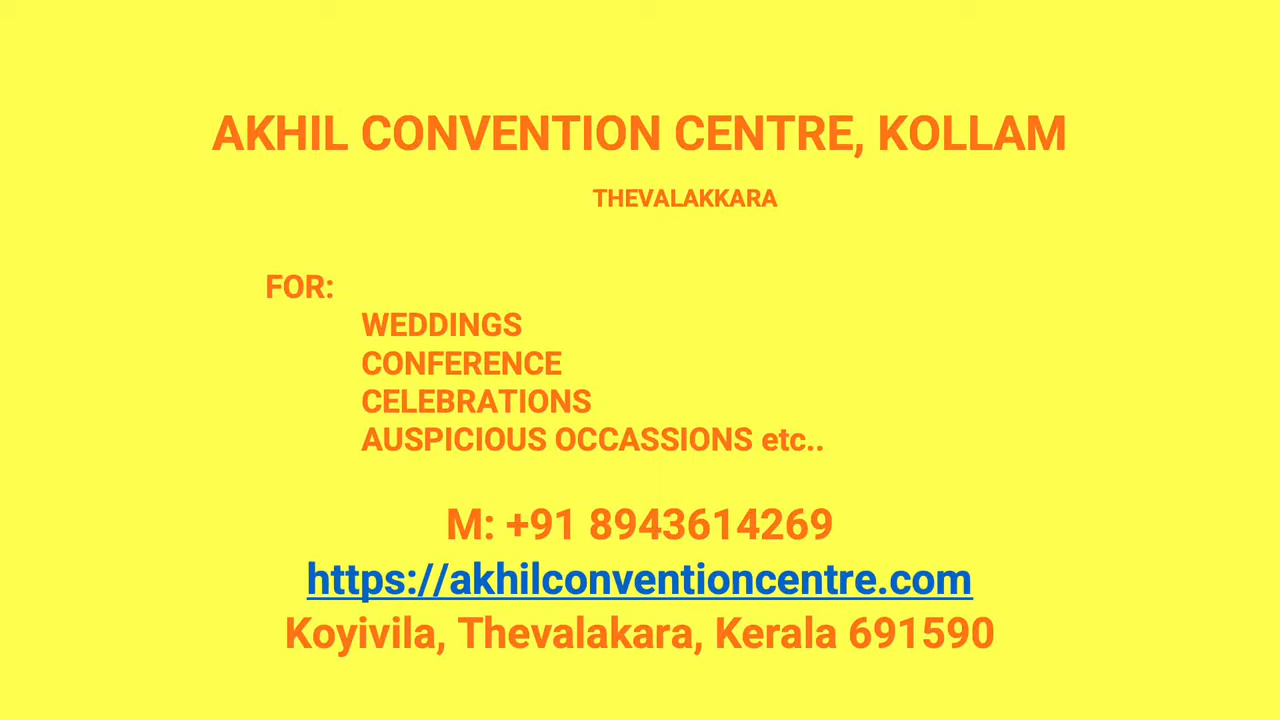 AKHIL CONVENTION CENTRE, KOLLAM
THEVALAKKARA
FOR:
WEDDINGS
CONFERENCE
CELEBRATIONS
AUSPICIOUS OCCASSIONS etc..
M: +91 8943614269
https://akhilconventioncentre.com
Koyivila, Thevalakara, Kerala 691590